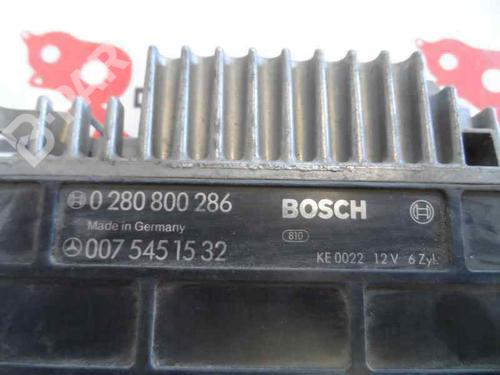 0 280 800 286 BOSCH
Made in Germany 810
007 545 15 32 KE 0022 12 V 6 Zyl.